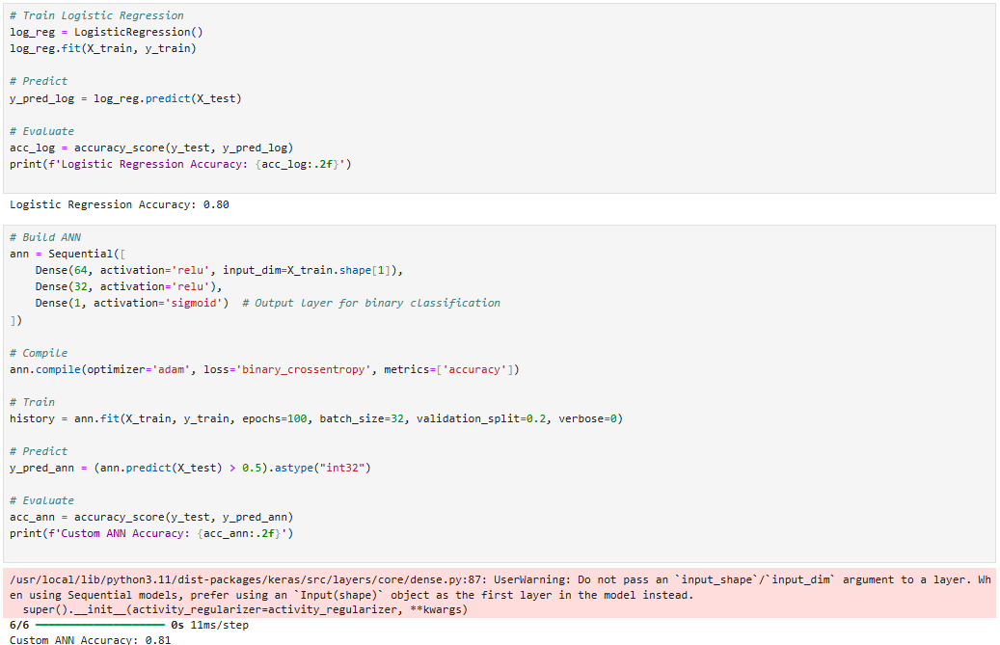 # Train Logistic Regression
log_reg = LogisticRegression()
log_reg.fit(X_train, y_train)
# Predict
y_pred_log = log_reg.predict(X_test)
# Evaluate
acc_log = accuracy_score(y_test, y_pred_log)
print(f'Logistic Regression Accuracy: {acc_log:.2f}')
Logistic Regression Accuracy: 0.80
# Build ANN
ann = Sequential([
    Dense(64, activation='relu', input_dim=X_train.shape[1]),
    Dense(32, activation='relu'),
    Dense(1, activation='sigmoid')  # Output layer for binary classification
])
# Compile
ann.compile(optimizer='adam', loss='binary_crossentropy', metrics=['accuracy'])
# Train
history = ann.fit(X_train, y_train, epochs=100, batch_size=32, validation_split=0.2, verbose=0)
# Predict
y_pred_ann = (ann.predict(X_test) > 0.5).astype("int32")
# Evaluate
acc_ann = accuracy_score(y_test, y_pred_ann)
print(f'Custom ANN Accuracy: {acc_ann:.2f}')
/usr/local/lib/python3.11/dist-packages/keras/src/layers/core/dense.py:87: UserWarning: Do not pass an `input_shape`/`input_dim` argument to a layer. Wh
en using Sequential models, prefer using an `Input(shape)` object as the first layer in the model instead.
  super().__init__(activity_regularizer=activity_regularizer, **kwargs)
6/6 ━━━━━━━━━━━━━━━━━━━━ 0s 11ms/step
Custom ANN Accuracy: 0.81